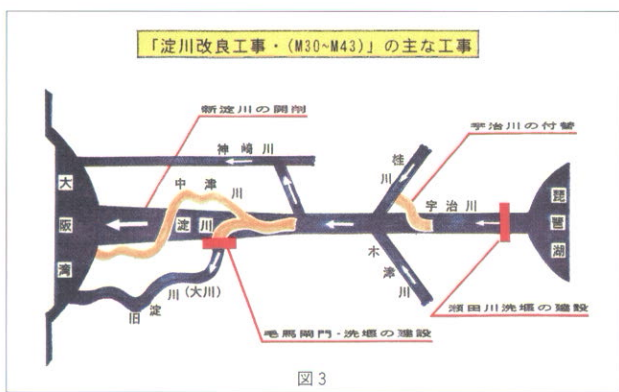 「淀川改良工事・(M30~M43)」の主な工事
新淀川の開削
宇治川の付替
神崎川
桂川
中津川
宇治川
大阪湾
淀川
琵琶湖
木津川
旧淀川(大川)
瀬田川洗堰の建設
毛馬閘門・洗堰の建設
図3